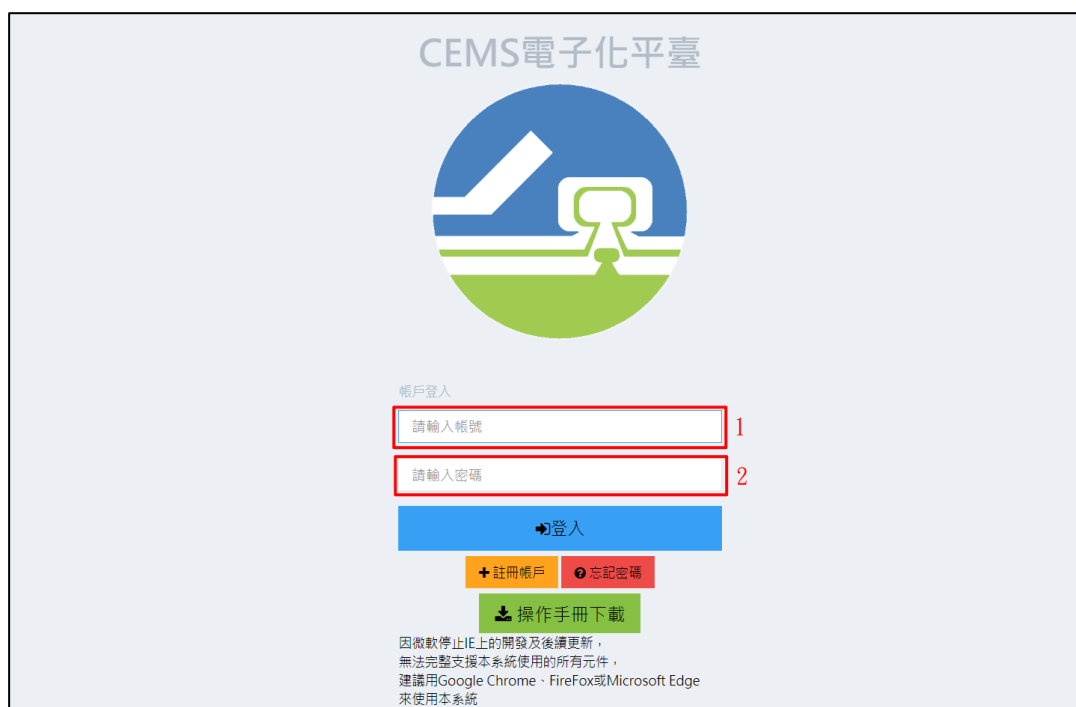 CEMS電子化平臺
帳戶登入
請輸入帳號
1
請輸入密碼
2
登入
註冊帳戶
忘記密碼
操作手冊下載
因微軟停止IE上的開發及後續更新，
無法完整支援本系統使用的所有元件，
建議用Google Chrome、FireFox或Microsoft Edge
來使用本系統